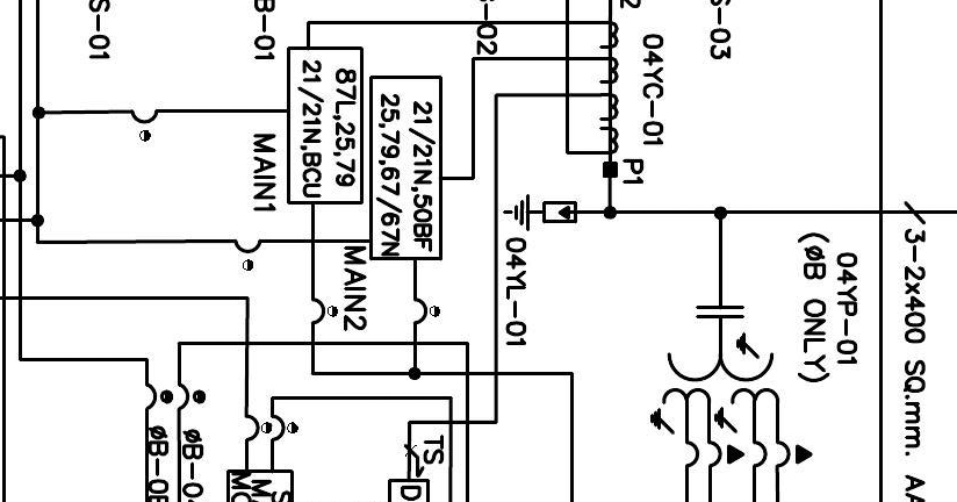 S-01
B-01
S-02
2
04YC-01
S-03
87L,25,79
21/21N,BCU
MAIN1
21/21N,50BF
25,79,67/67N
MAIN2
P1
04YL-01
04YP-01
(øB ONLY)
3-2x400 SQ.mm. AA
øB-0
øB-0
TS
D